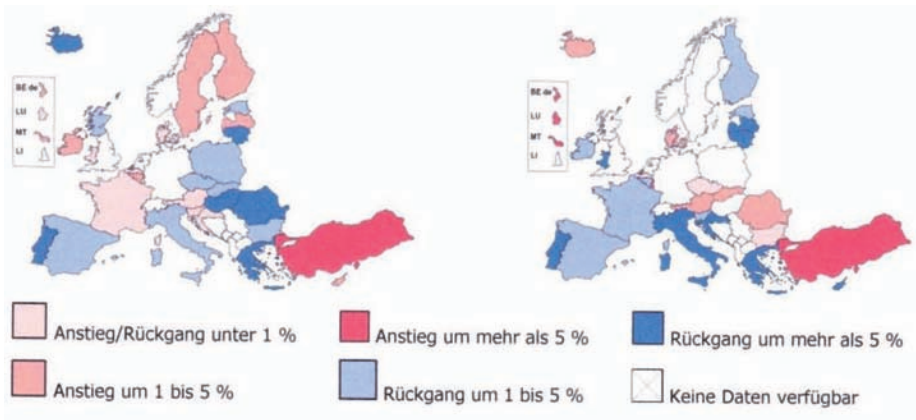 BE de
LU
MT
LI
BE de
LU
MT
LI
Anstieg/Rückgang unter 1 %
Anstieg um mehr als 5 %
Rückgang um mehr als 5 %
Anstieg um 1 bis 5 %
Rückgang um 1 bis 5 %
Keine Daten verfügbar